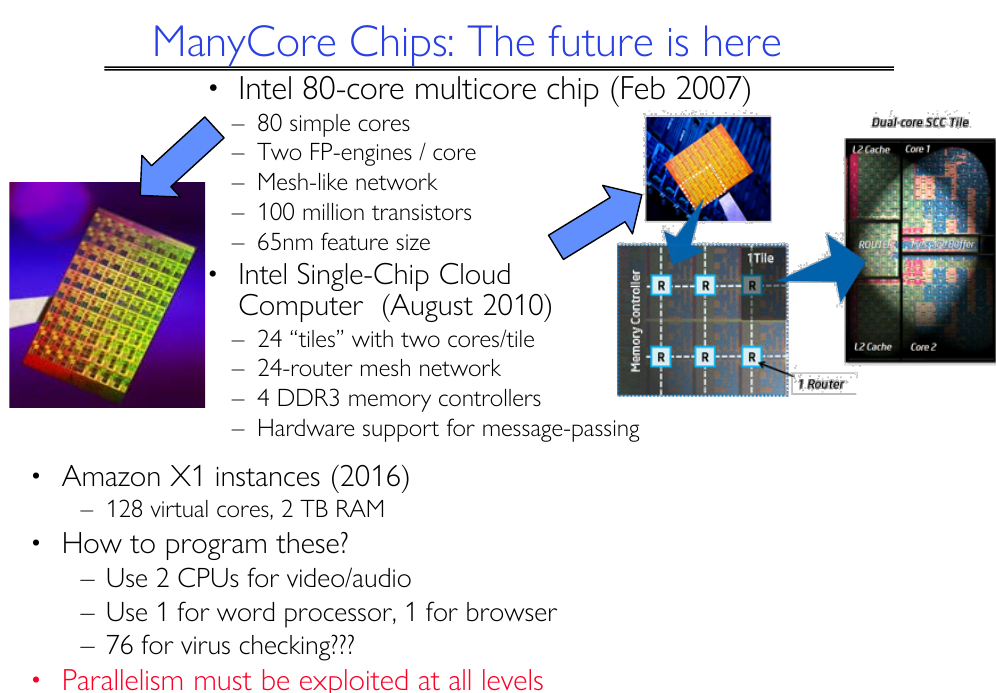 ManyCore Chips: The future is here
• Intel 80-core multicore chip (Feb 2007)
– 80 simple cores
– Two FP-engines / core
– Mesh-like network
– 100 million transistors
– 65nm feature size
• Intel Single-Chip Cloud
Computer (August 2010)
– 24 “tiles” with two cores/tile
– 24-router mesh network
– 4 DDR3 memory controllers
– Hardware support for message-passing
Dual-core SCC Tile
L2 Cache Core 1
ROUTER
Buffer
L2 Cache Core 2
1 Tile
Memory Controller
R R R
R R R
1 Router
• Amazon X1 instances (2016)
– 128 virtual cores, 2 TB RAM
• How to program these?
– Use 2 CPUs for video/audio
– Use 1 for word processor, 1 for browser
– 76 for virus checking???
• Parallelism must be exploited at all levels